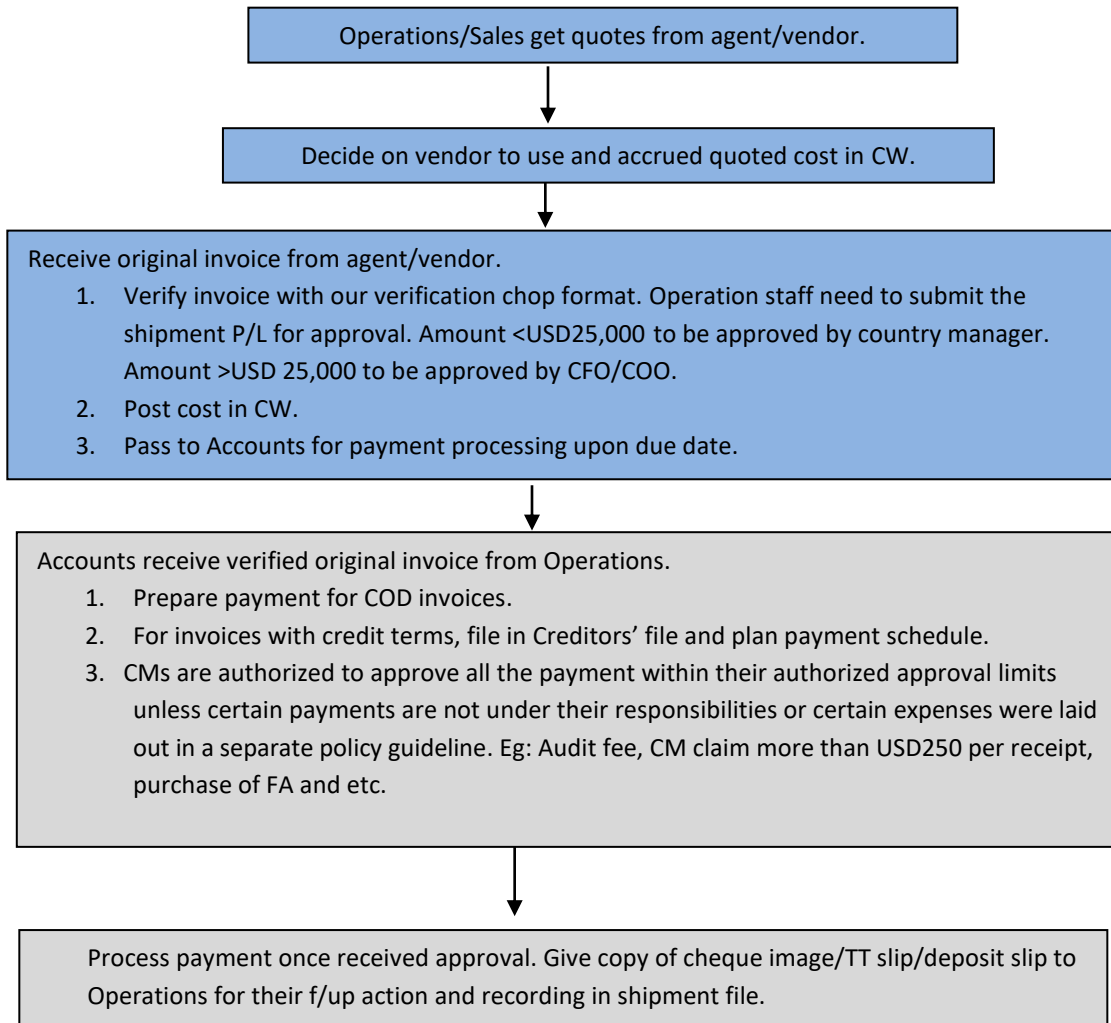 Operations/Sales get quotes from agent/vendor.
Decide on vendor to use and accrued quoted cost in CW.
Receive original invoice from agent/vendor.
1. Verify invoice with our verification chop format. Operation staff need to submit the
shipment P/L for approval. Amount <USD25,000 to be approved by country manager.
Amount >USD 25,000 to be approved by CFO/COO.
2. Post cost in CW.
3. Pass to Accounts for payment processing upon due date.
Accounts receive verified original invoice from Operations.
1. Prepare payment for COD invoices.
2. For invoices with credit terms, file in Creditors’ file and plan payment schedule.
3. CMs are authorized to approve all the payment within their authorized approval limits
unless certain payments are not under their responsibilities or certain expenses were laid
out in a separate policy guideline. Eg: Audit fee, CM claim more than USD250 per receipt,
purchase of FA and etc.
Process payment once received approval. Give copy of cheque image/TT slip/deposit slip to
Operations for their f/up action and recording in shipment file.